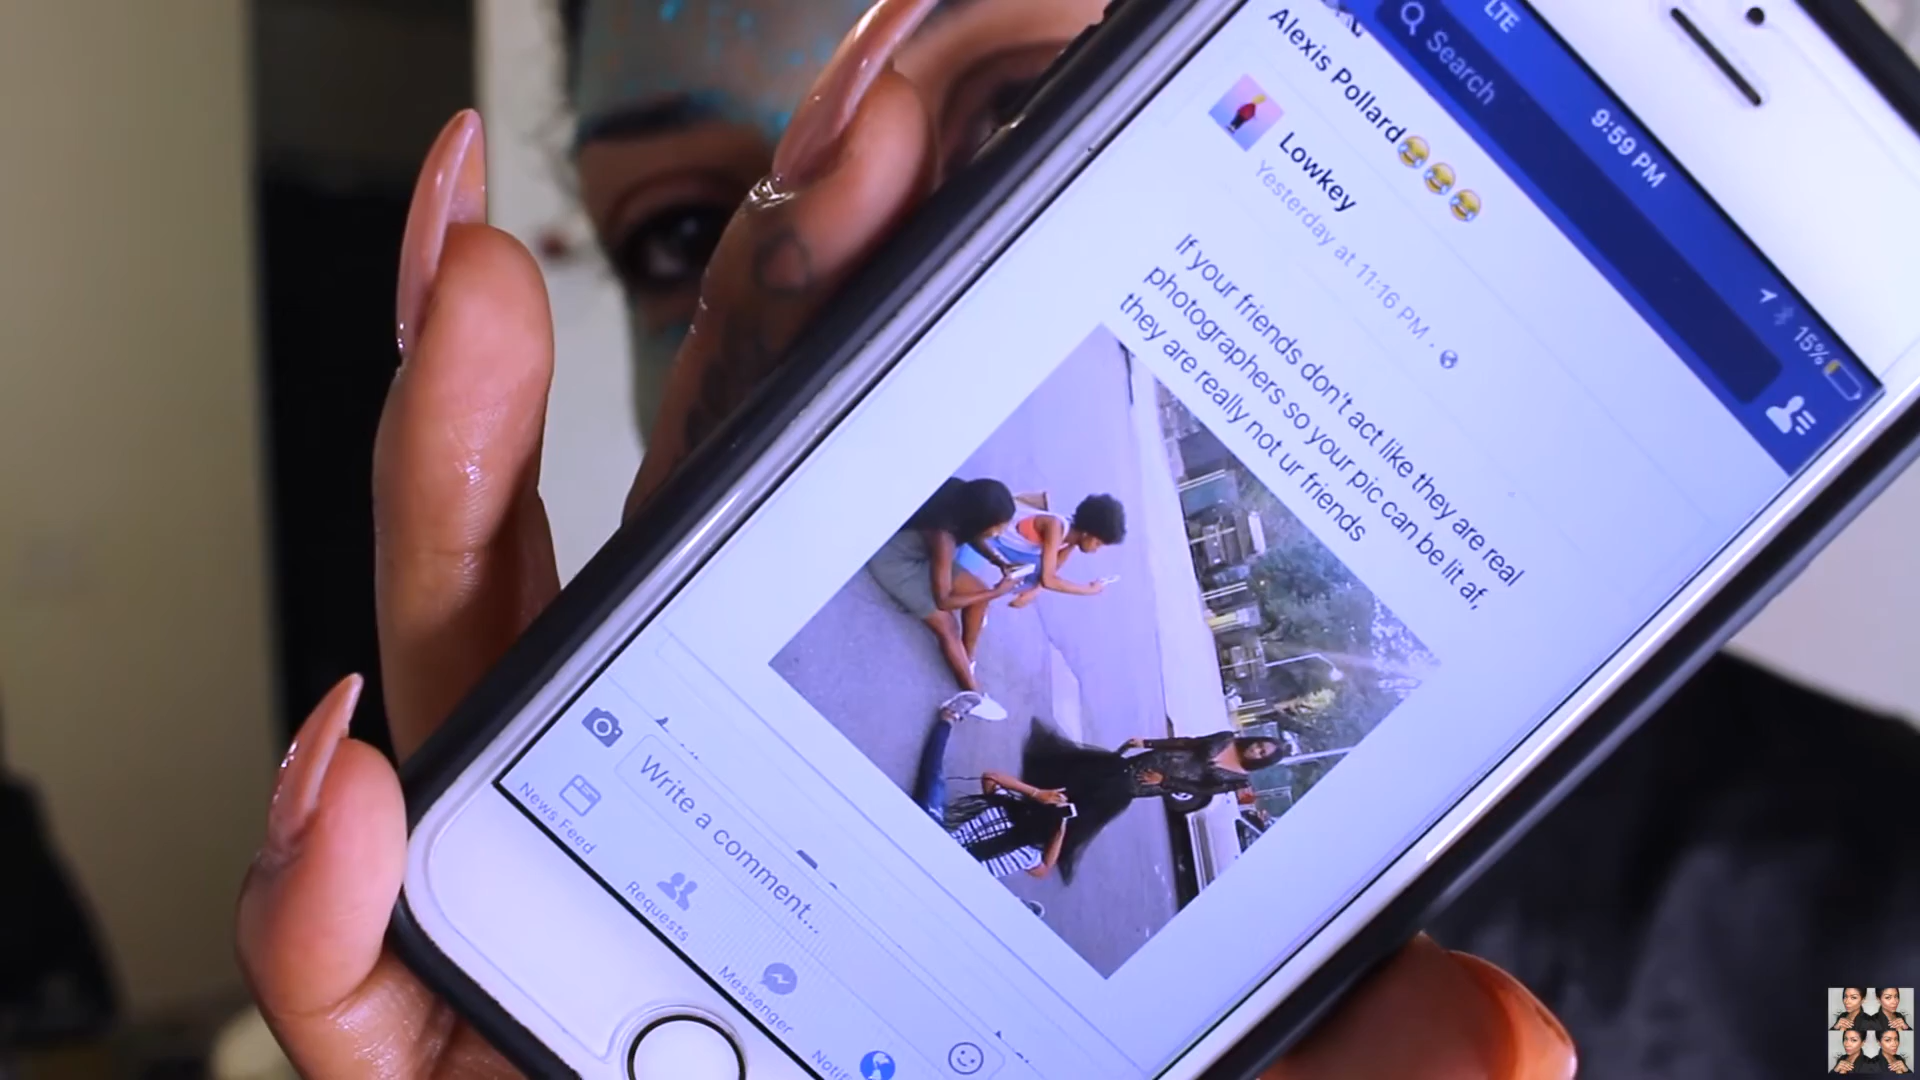 LTE
9:59 PM
15%
Search
Alexis Pollard😂😂😂
Lowkey
Yesterday at 11:16 PM ·
If your friends don't act like they are real
photographers so your pic can be lit af,
they are really not ur friends
Write a comment...
News Feed
Requests
Messenger